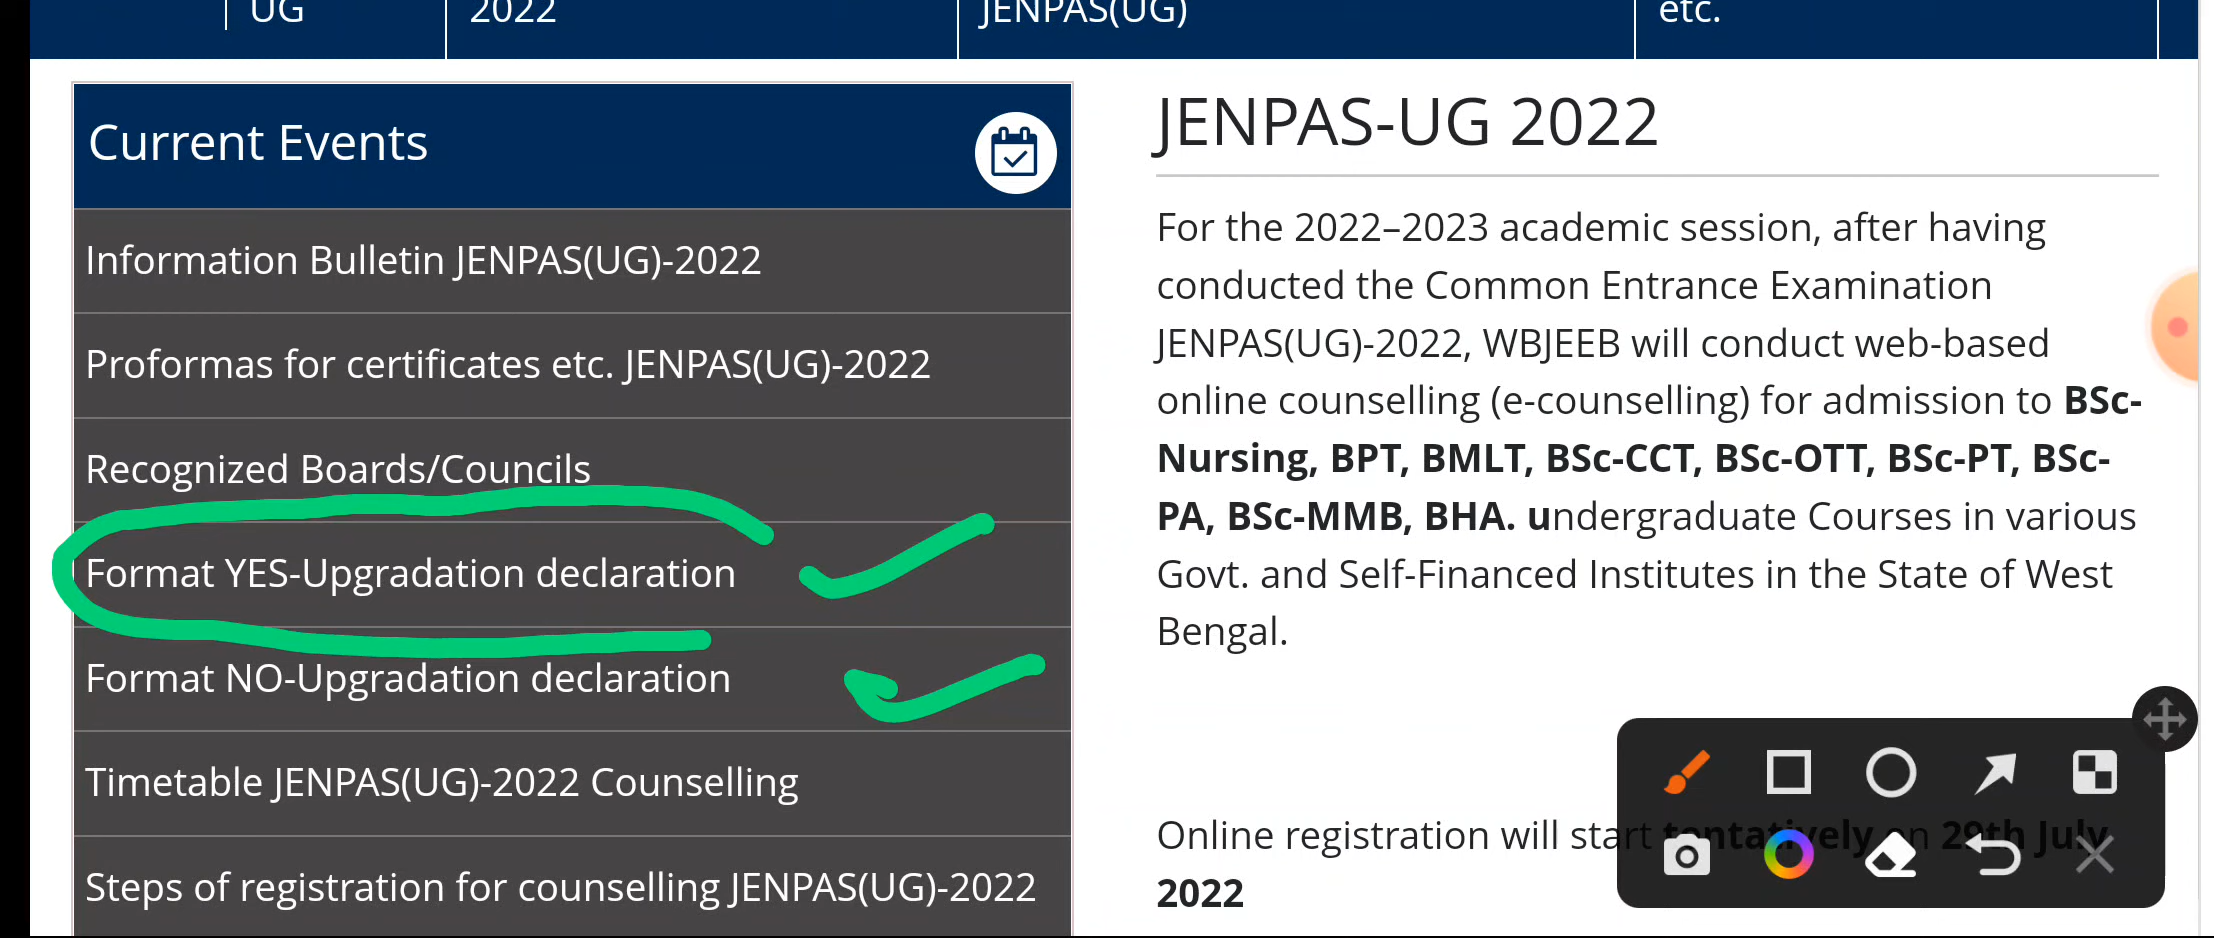 UG
2022
JENPAS(UG)
etc.
Current Events
Information Bulletin JENPAS(UG)-2022
Proformas for certificates etc. JENPAS(UG)-2022
Recognized Boards/Councils
Format YES-Upgradation declaration
Format NO-Upgradation declaration
Timetable JENPAS(UG)-2022 Counselling
Steps of registration for counselling JENPAS(UG)-2022
JENPAS-UG 2022
For the 2022–2023 academic session, after having
conducted the Common Entrance Examination
JENPAS(UG)-2022, WBJEEB will conduct web-based
online counselling (e-counselling) for admission to BSc-
Nursing, BPT, BMLT, BSc-CCT, BSc-OTT, BSc-PT, BSc-
PA, BSc-MMB, BHA. undergraduate Courses in various
Govt. and Self-Financed Institutes in the State of West
Bengal.
Online registration will start tentatively on 29th July
2022